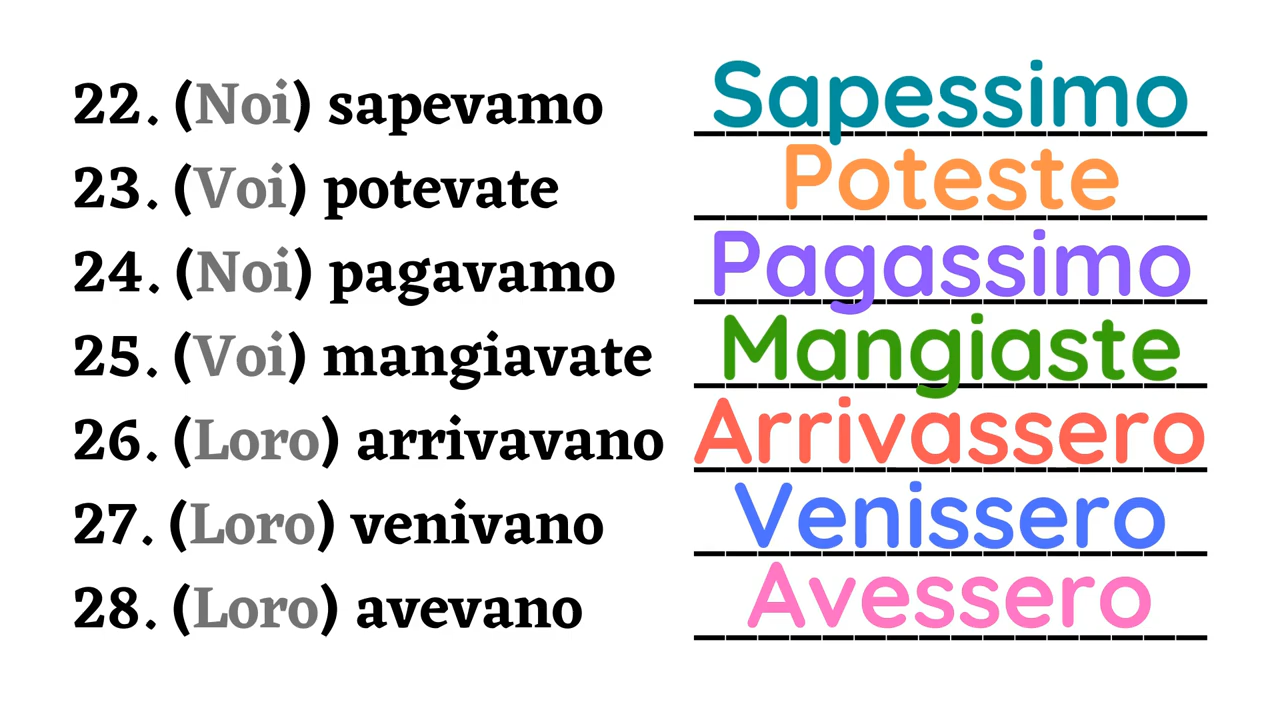 22. (Noi) sapevamo Sapessimo
23. (Voi) potevate Poteste
24. (Noi) pagavamo Pagassimo
25. (Voi) mangiavate Mangiaste
26. (Loro) arrivavano Arrivassero
27. (Loro) venivano Venissero
28. (Loro) avevano Avessero